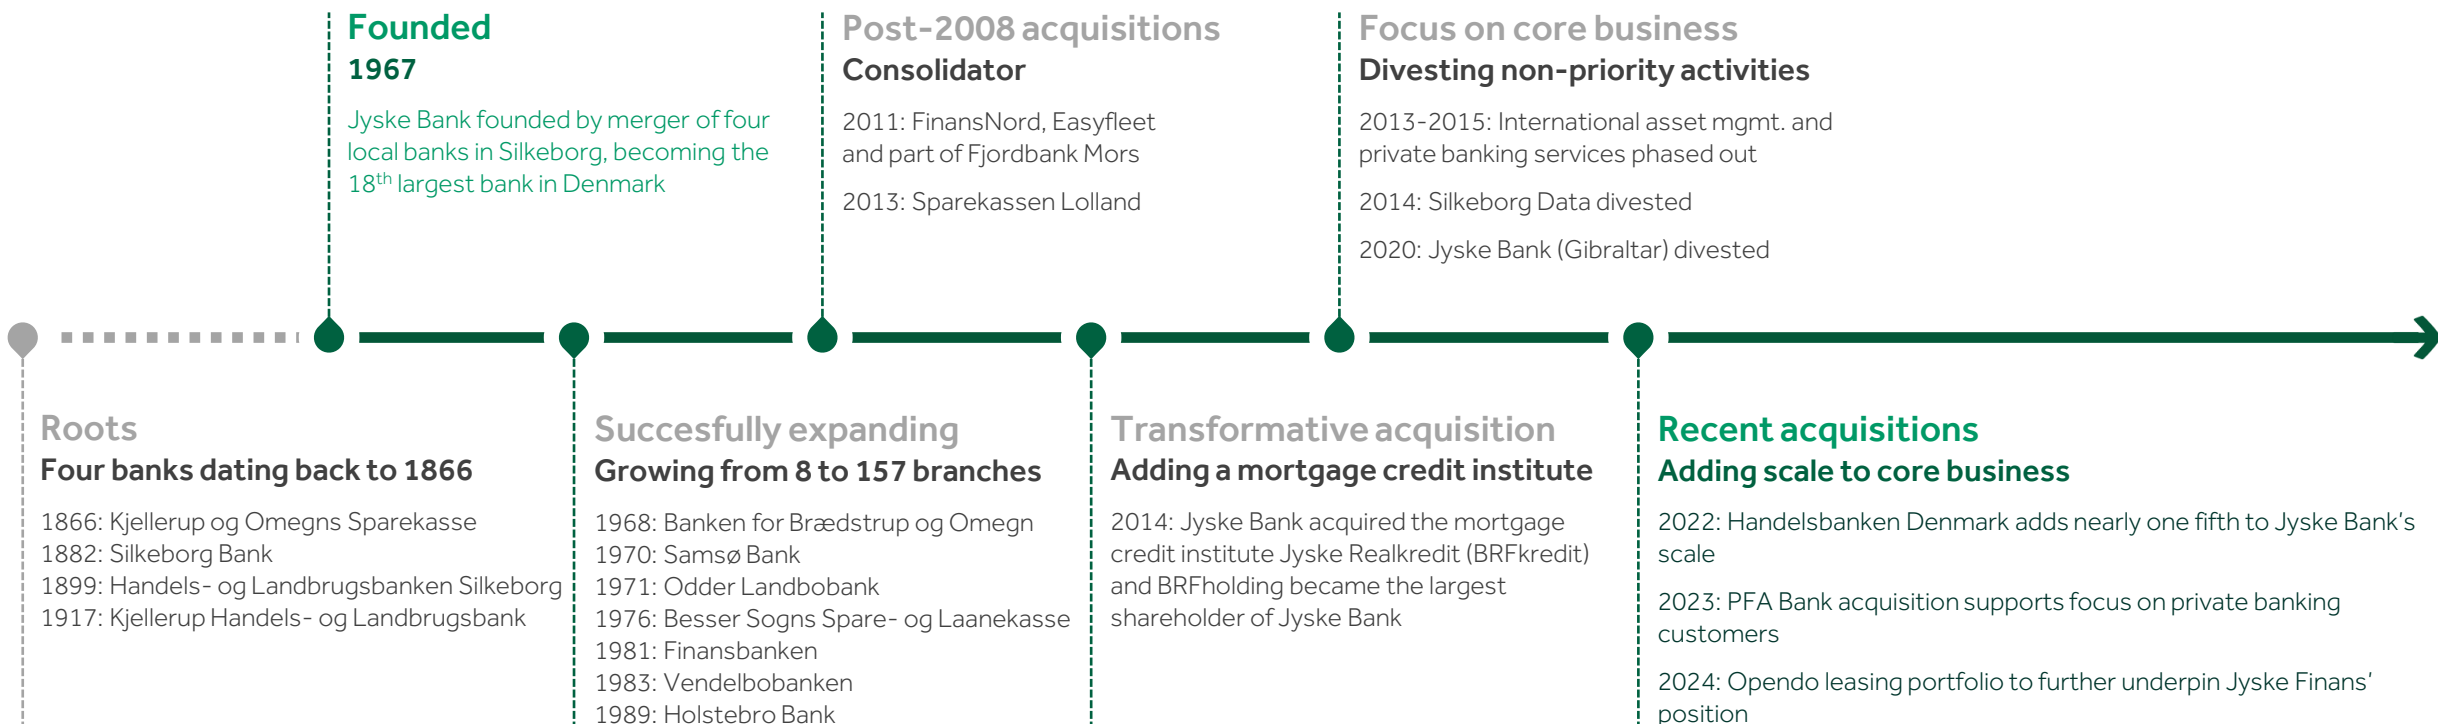 Founded
1967
Jyske Bank founded by merger of four
local banks in Silkeborg, becoming the
18th largest bank in Denmark
Post-2008 acquisitions
Consolidator
2011: FinansNord, Easyfleet
and part of Fjordbank Mors
2013: Sparekassen Lolland
Focus on core business
Divesting non-priority activities
2013-2015: International asset mgmt. and
private banking services phased out
2014: Silkeborg Data divested
2020: Jyske Bank (Gibraltar) divested
Roots
Four banks dating back to 1866
1866: Kjellerup og Omegns Sparekasse
1882: Silkeborg Bank
1899: Handels- og Landbrugsbanken Silkeborg
1917: Kjellerup Handels- og Landbrugsbank
Succesfully expanding
Growing from 8 to 157 branches
1968: Banken for Brædstrup og Omegn
1970: Samsø Bank
1971: Odder Landbobank
1976: Besser Sogns Spare- og Laanekasse
1981: Finansbanken
1983: Vendelbobanken
1989: Holstebro Bank
Transformative acquisition
Adding a mortgage credit institute
2014: Jyske Bank acquired the mortgage
credit institute Jyske Realkredit (BRFkredit)
and BRFholding became the largest
shareholder of Jyske Bank
Recent acquisitions
Adding scale to core business
2022: Handelsbanken Denmark adds nearly one fifth to Jyske Bank's
scale
2023: PFA Bank acquisition supports focus on private banking
customers
2024: Opendo leasing portfolio to further underpin Jyske Finans'
position